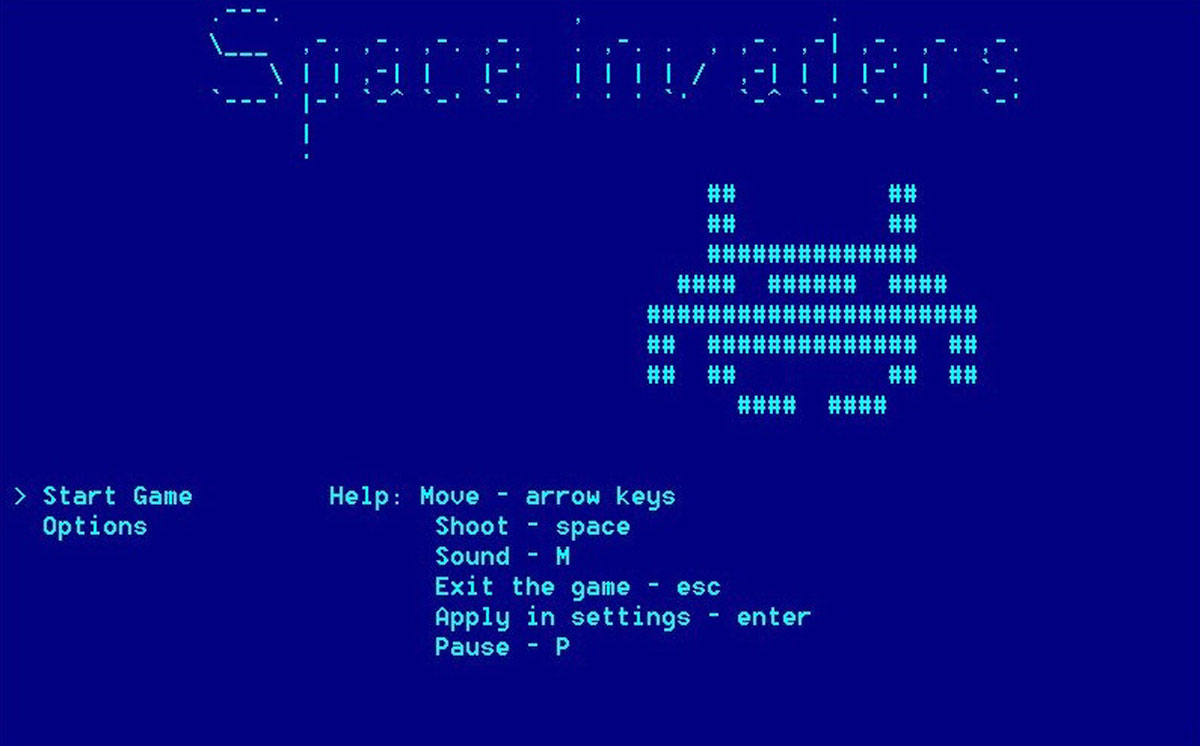 Space invaders
> Start Game
Options
Help: Move - arrow keys
Shoot - space
Sound - M
Exit the game - esc
Apply in settings - enter
Pause - P